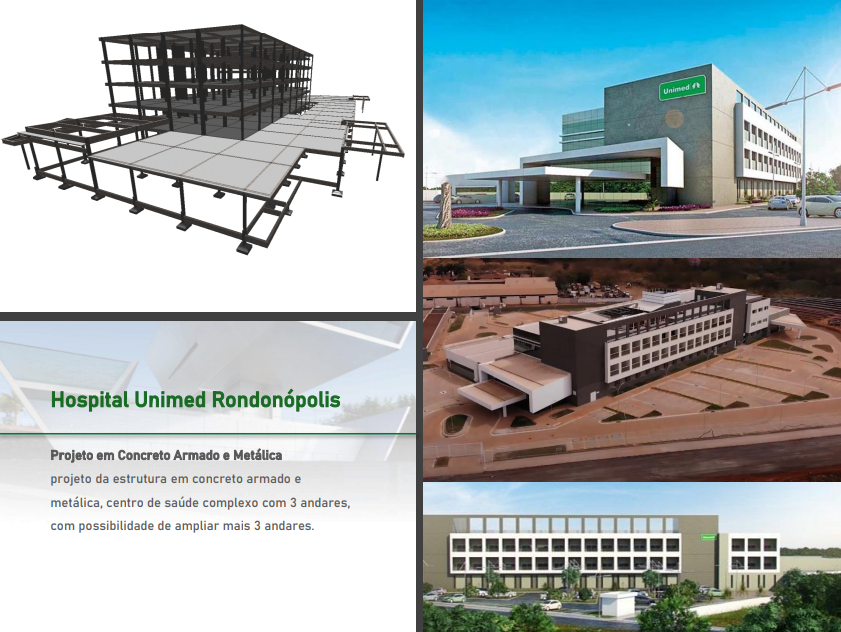 Unimed
Hospital Unimed Rondonópolis
Projeto em Concreto Armado e Metálica
projeto da estrutura em concreto armado e
metálica, centro de saúde complexo com 3 andares,
com possibilidade de ampliar mais 3 andares.